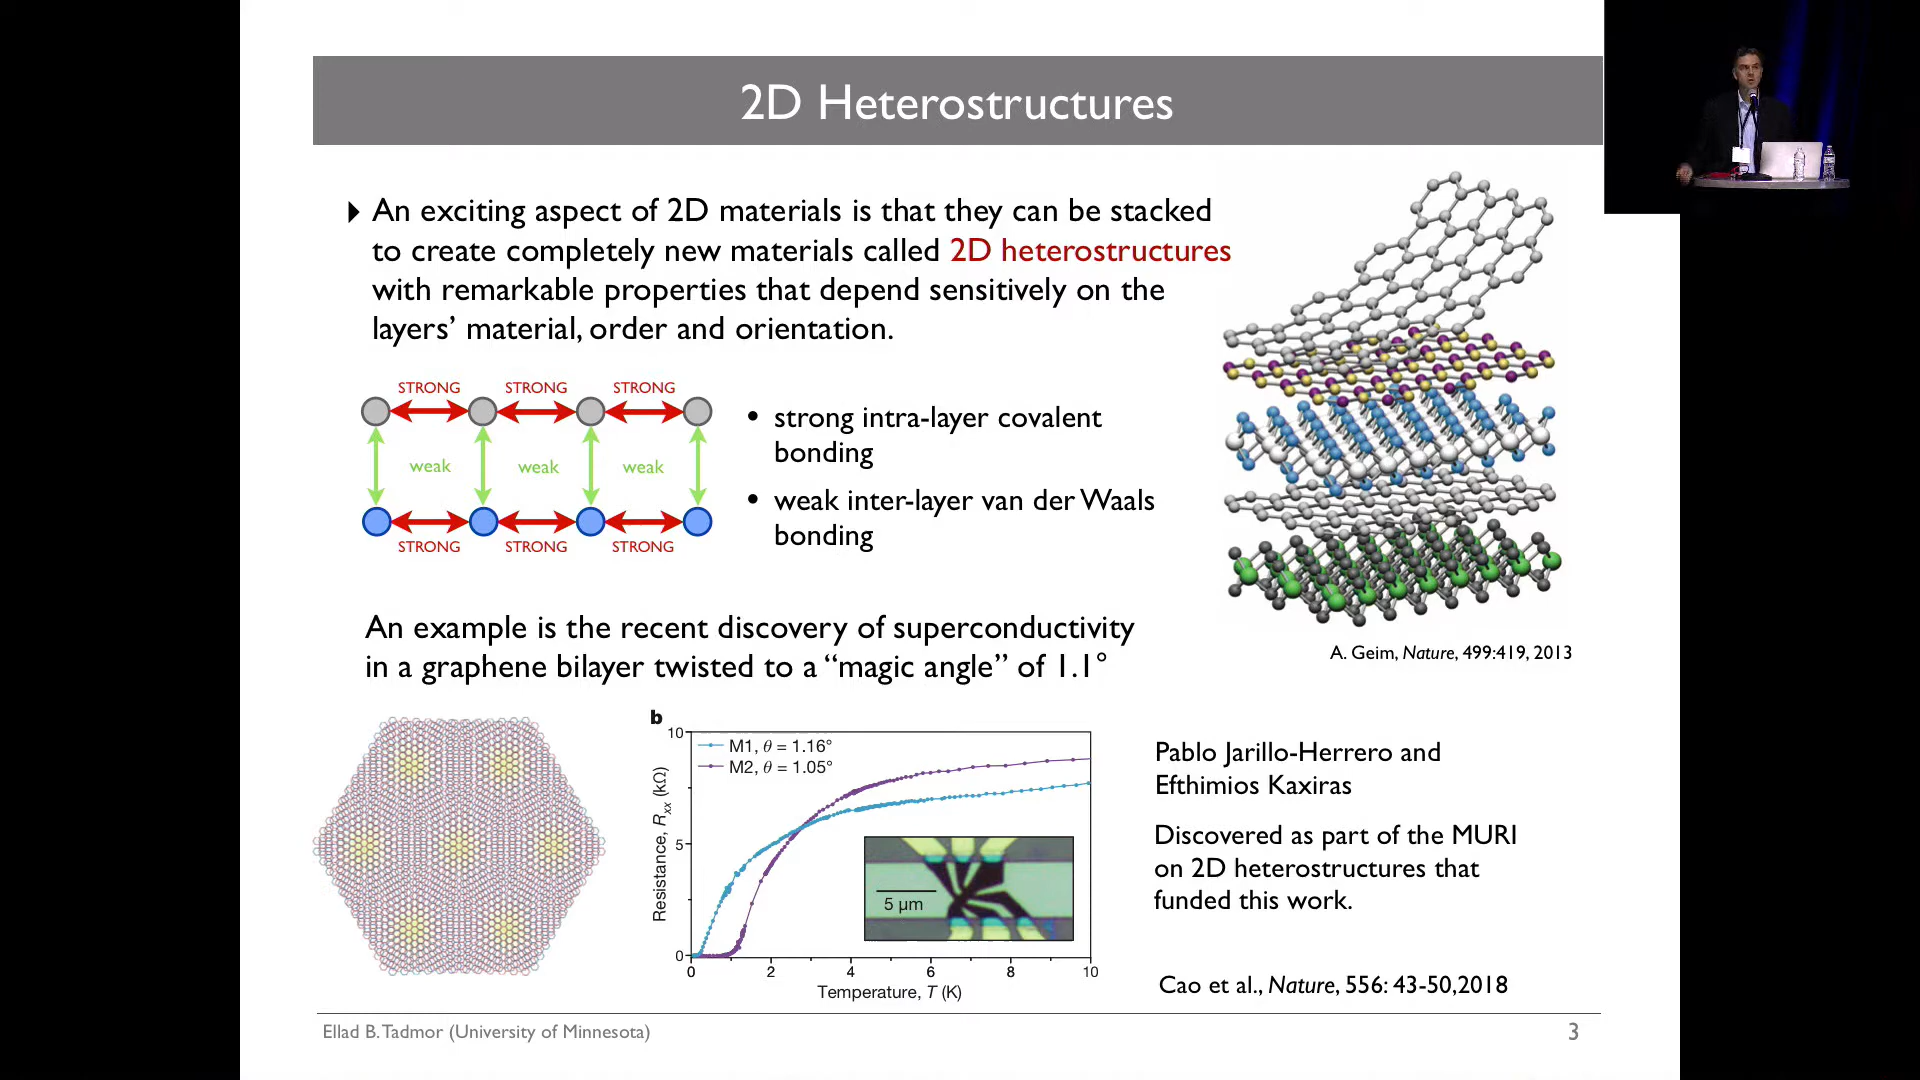 2D Heterostructures
An exciting aspect of 2D materials is that they can be stacked
to create completely new materials called 2D heterostructures
with remarkable properties that depend sensitively on the
layers’ material, order and orientation.
STRONG STRONG STRONG
weak weak weak
STRONG STRONG STRONG
• strong intra-layer covalent
bonding
• weak inter-layer van der Waals
bonding
A. Geim, Nature, 499:419, 2013
An example is the recent discovery of superconductivity
in a graphene bilayer twisted to a “magic angle” of 1.1°
b
10
5
0
Resistance, Rxx (kΩ)
M1, θ = 1.16°
M2, θ = 1.05°
5 µm
0 2 4 6 8 10
Temperature, T (K)
Pablo Jarillo-Herrero and
Efthimios Kaxiras
Discovered as part of the MURI
on 2D heterostructures that
funded this work.
Cao et al., Nature, 556: 43-50,2018
Ellad B. Tadmor (University of Minnesota)
3